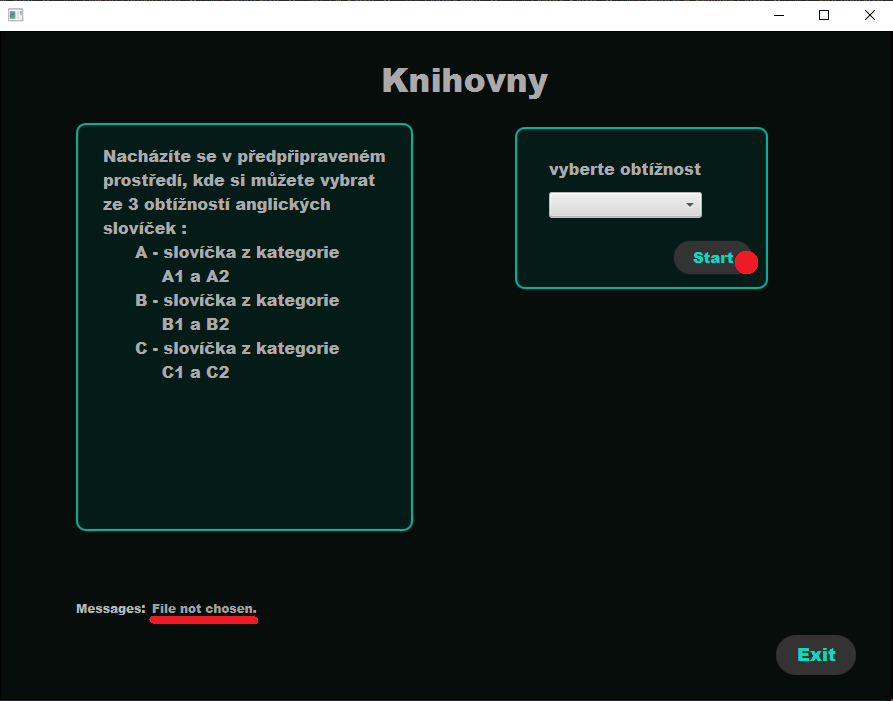 Knihovny
Nacházíte se v předpřipraveném
prostředí, kde si můžete vybrat
ze 3 obtížností anglických
slovíček :
A - slovíčka z kategorie
A1 a A2
B - slovíčka z kategorie
B1 a B2
C - slovíčka z kategorie
C1 a C2
vyberte obtížnost
Start
Messages: File not chosen.
Exit